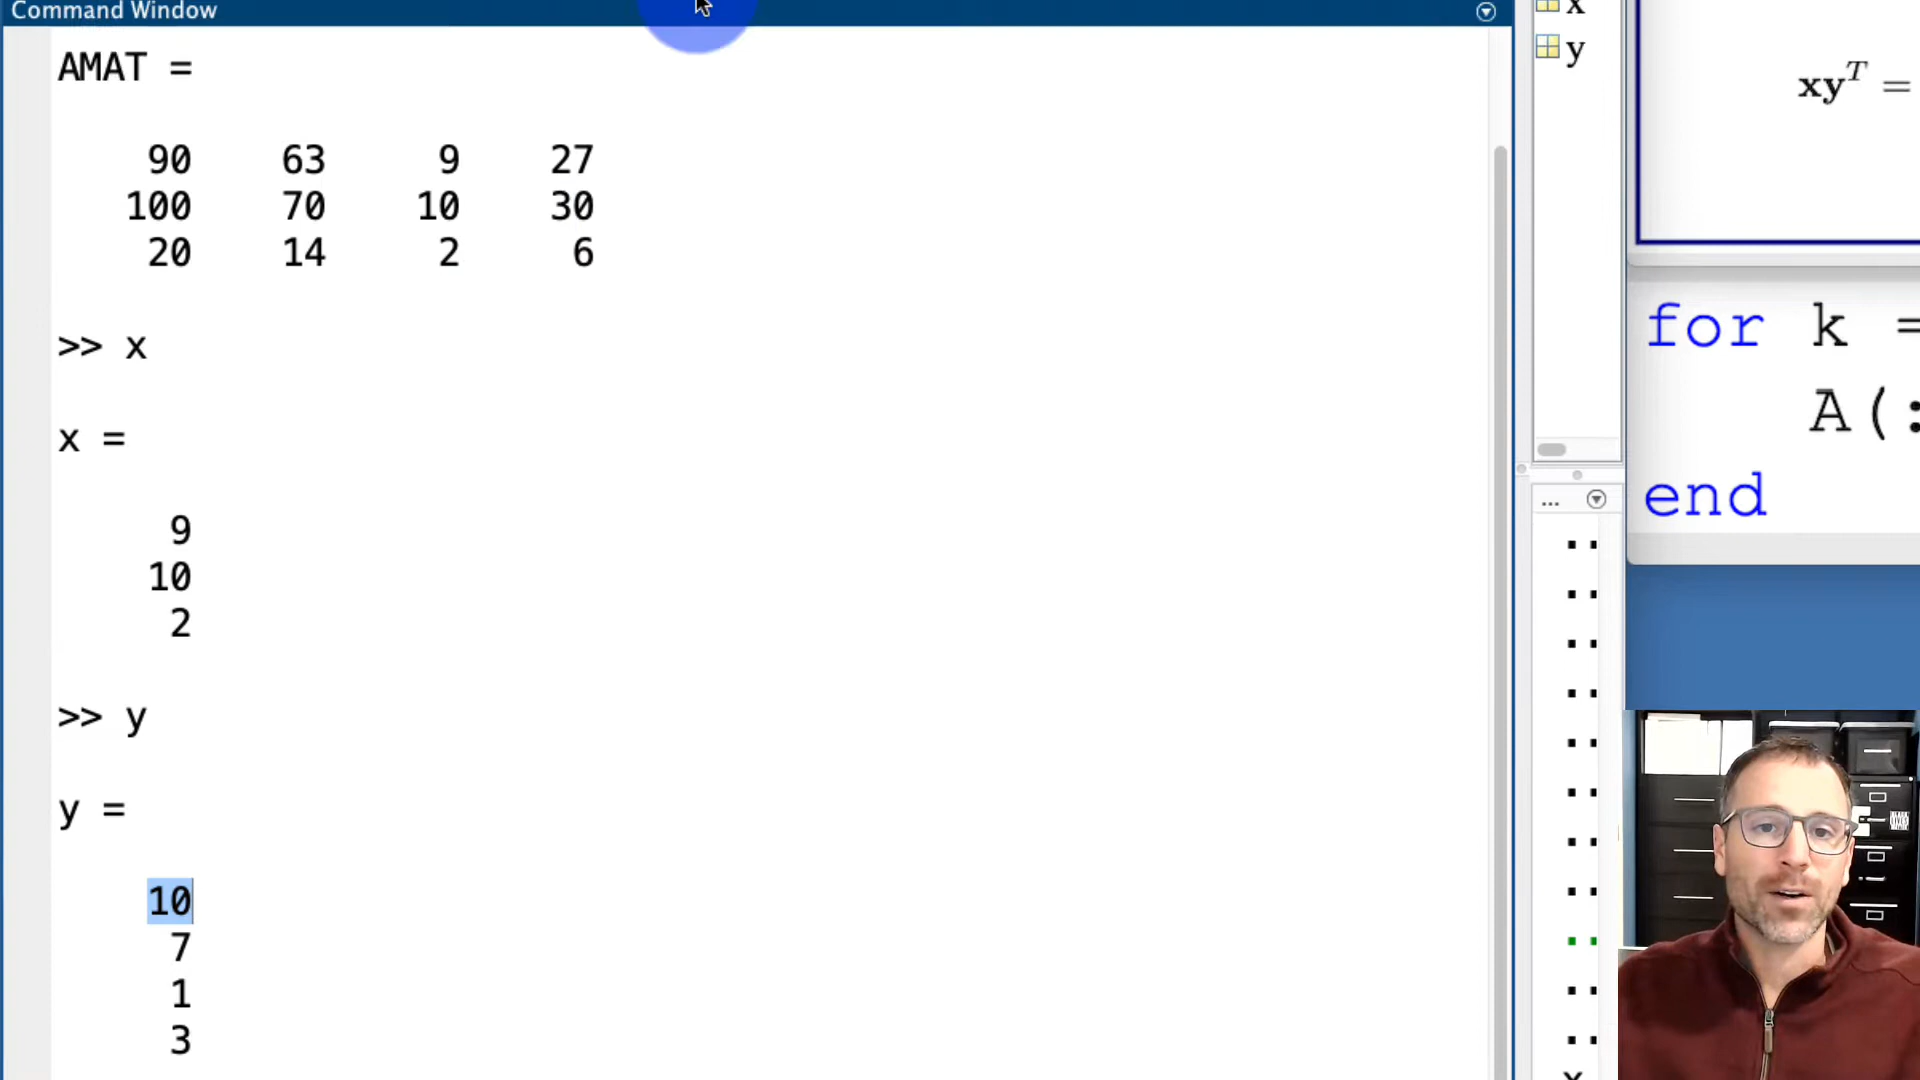 Command Window
AMAT =
90 63 9 27
100 70 10 30
20 14 2 6
>> x
x =
9
10
2
>> y
y =
10
7
1
3
x
y
...
xyᵀ =
for k =
A(:
end